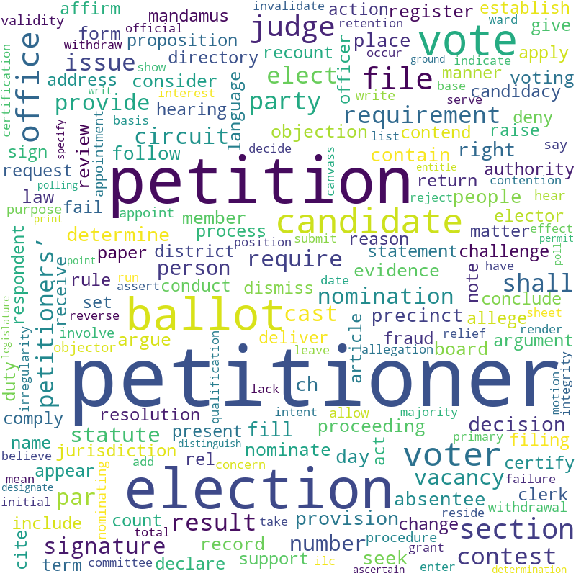 affirm mandamus action register establish
validity withdraw official judge retention invalidate ward indicate
certification office form proposition recount occur place vote give
issue directory elect officer ground manner apply
address show writ consider language file base write candidacy voting
provide interest party serve deny
sign basis hearing objection requirement contend raise
request specify review appointment circuit decide list right say
polling follow canvass contain entitle authority
law fail petition return contention hear
purpose appoint member candidate reject people elector
print determine process position submit reason matter effect
legislature respondent point paper district person require statement challenge permit
receive run rule assert conduct dismiss date evidence note poll
duty irregularity petitioners’ set reverse ballot nomination conclude shall
involve argue cast precinct allege sheet
objector deliver fraud board argument render
leave article allegation relief
petitioner
comply lack ch motion integrity
resolution qualification intent allow majority decision
name statute present fill proceeding filing
believe jurisdiction rel nominate distinguish day act primary certify
mean appear add concern voter failure
designate nominating election vacancy reside
initial par absentee clerk withdrawal
include count result take provision change procedure section
cite signature total record number grant contest
term committee declare support seek llc ascertain enter determination